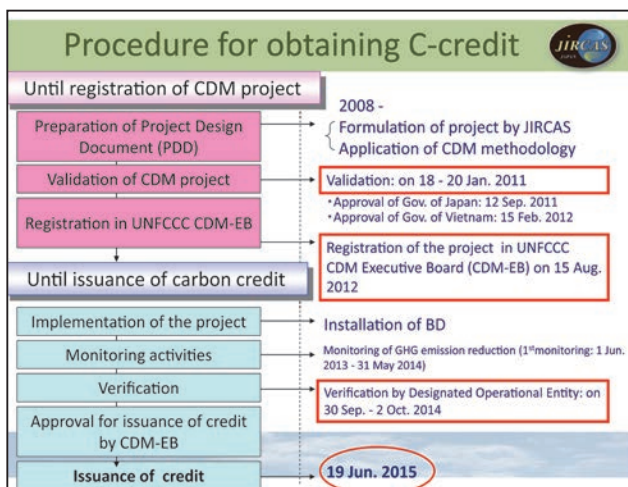 Procedure for obtaining C-credit
JIRCAS
JAPAN
Until registration of CDM project
Preparation of Project Design
Document (PDD)
2008 -
Formulation of project by JIRCAS
Application of CDM methodology
Validation of CDM project
Validation: on 18 - 20 Jan. 2011
・Approval of Gov. of Japan: 12 Sep. 2011
・Approval of Gov. of Vietnam: 15 Feb. 2012
Registration in UNFCCC CDM-EB
Registration of the project in UNFCCC
CDM Executive Board (CDM-EB) on 15 Aug.
2012
Until issuance of carbon credit
Implementation of the project
Installation of BD
Monitoring activities
Monitoring of GHG emission reduction (1st monitoring: 1 Jun.
2013 - 31 May 2014)
Verification
Verification by Designated Operational Entity: on
30 Sep. - 2 Oct. 2014
Approval for issuance of credit
by CDM-EB
Issuance of credit
19 Jun. 2015